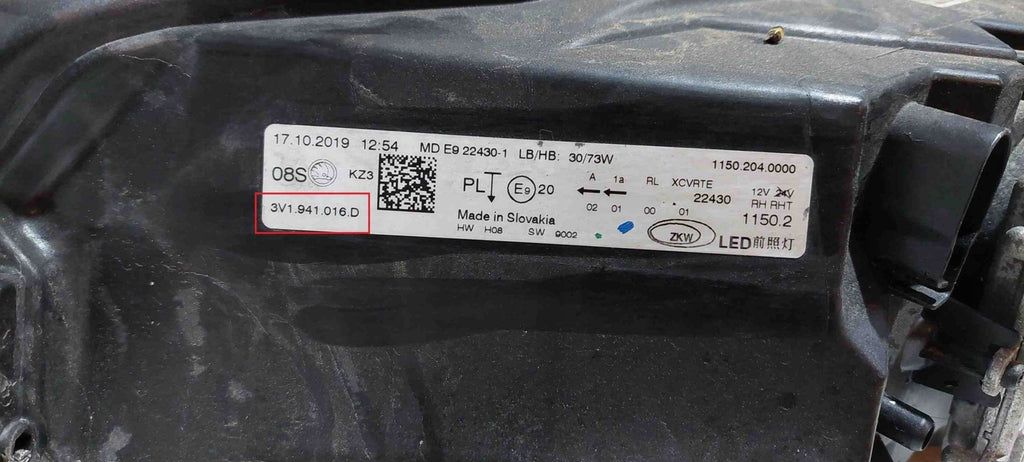 17.10.2019 12:54 MD E9 22430-1 LB/HB: 30/73W 1150.204.0000
08S KZ3 PL E9 20 A 1a RL XCVRTE 12V 24V
22430 RH RHT
3V1.941.016.D 02 01 00 01 1150.2
Made in Slovakia
HW H08 SW 9002 ZKW LED前照灯